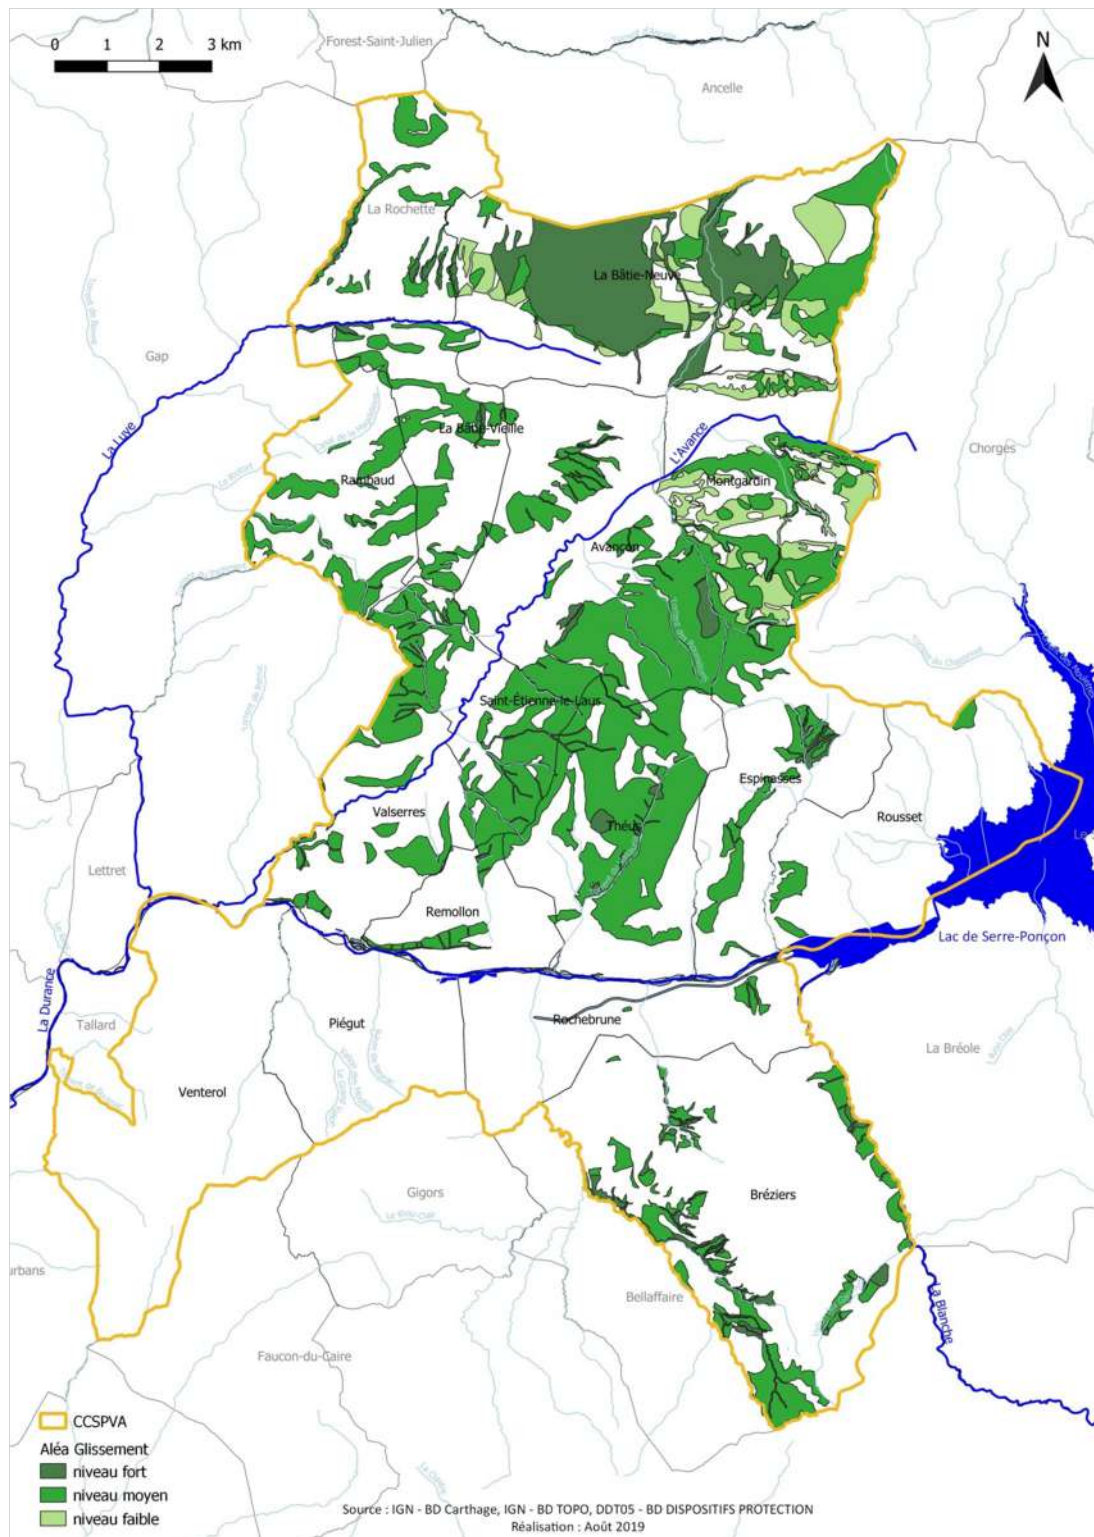 0 1 2 3 km
Forest-Saint-Julien
N
Ancelle
La Rochette
La Bâtie-Neuve
Gap
La Luye
La Bâtie-Vieille
L'Avance
Chorges
Rambaud
Montgardin
Avançon
Saint-Étienne-le-Laus
Espinasses
Valserres
Rousset
Théus
Lettret
Remollon
Lac de Serre-Ponçon
La Durance
Tallard
Piégut
Rochebrune
La Bréole
Venterol
Gigors
Bréziers
urbans
Bellaffaire
La Blanche
Faucon-du-Caire
CCSPVA
Aléa Glissement
niveau fort
niveau moyen
niveau faible
Source : IGN - BD Carthage, IGN - BD TOPO, DDT05 - BD DISPOSITIFS PROTECTION
Réalisation : Août 2019